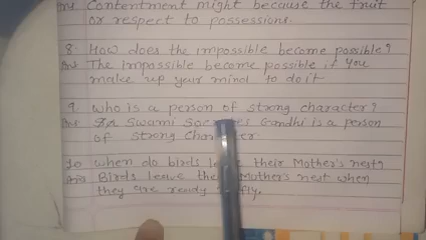 Ans Contentment might because the fruit
or respect to possessions.
8. How does the impossible become possible?
Ans The impossible become possible if you
make up your mind to do it
9. Who is a person of strong character?
Ans Swami Gandhi is a person
of strong
10 when do birds their Mother's nest?
Ans Birds leave Mother's nest when
they are ready fly.